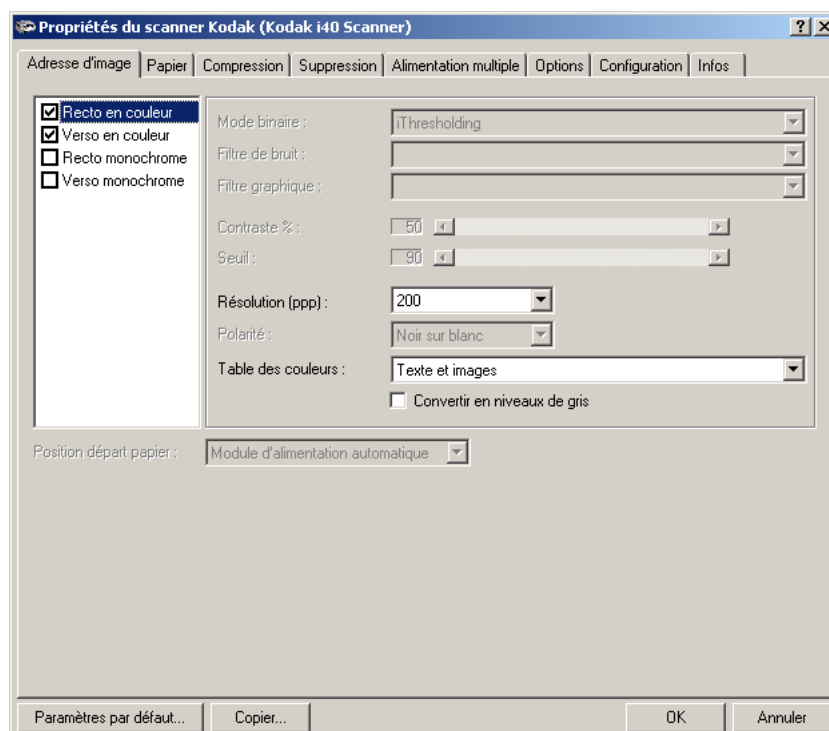 Propriétés du scanner Kodak (Kodak i40 Scanner)
Adresse d'image Papier Compression Suppression Alimentation multiple Options Configuration Infos
Recto en couleur
Verso en couleur
Recto monochrome
Verso monochrome
Mode binaire : iThresholding
Filtre de bruit :
Filtre graphique :
Contraste % : 50
Seuil : 90
Résolution (ppp) : 200
Polarité : Noir sur blanc
Table des couleurs : Texte et images
Convertir en niveaux de gris
Position départ papier : Module d'alimentation automatique
Paramètres par défaut... Copier... OK Annuler